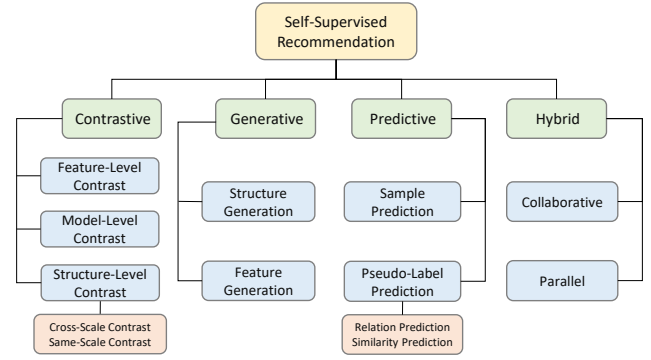 Self-Supervised
Recommendation
Contrastive
Generative
Predictive
Hybrid
Feature-Level
Contrast
Model-Level
Contrast
Structure-Level
Contrast
Cross-Scale Contrast
Same-Scale Contrast
Structure
Generation
Feature
Generation
Sample
Prediction
Pseudo-Label
Prediction
Relation Prediction
Similarity Prediction
Collaborative
Parallel